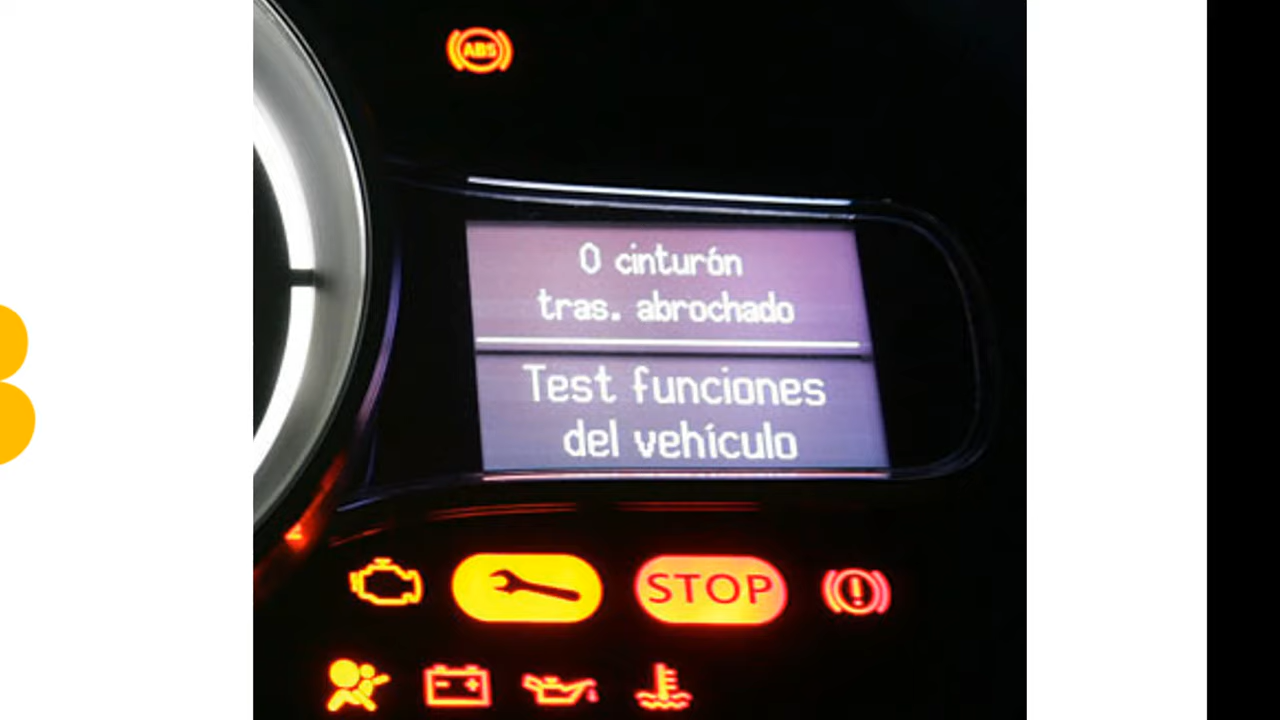 ABS
0 cinturón
tras. abrochado
Test funciones
del vehículo
STOP